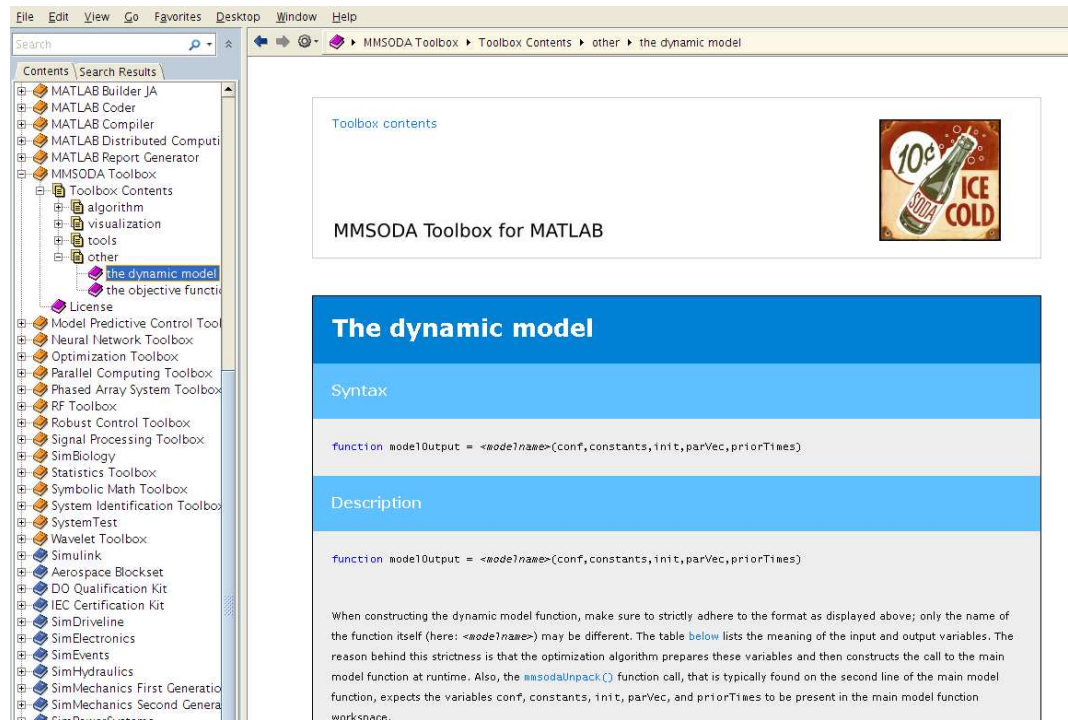 File Edit View Go Favorites Desktop Window Help
Search
MMSODA Toolbox Toolbox Contents other the dynamic model
Contents Search Results
MATLAB Builder JA
MATLAB Coder
MATLAB Compiler
MATLAB Distributed Computi
MATLAB Report Generator
MMSODA Toolbox
Toolbox Contents
algorithm
visualization
tools
other
the dynamic model
the objective functi
License
Model Predictive Control Tool
Neural Network Toolbox
Optimization Toolbox
Parallel Computing Toolbox
Phased Array System Toolbox
RF Toolbox
Robust Control Toolbox
Signal Processing Toolbox
SimBiology
Statistics Toolbox
Symbolic Math Toolbox
System Identification Toolbox
SystemTest
Wavelet Toolbox
Simulink
Aerospace Blockset
DO Qualification Kit
IEC Certification Kit
SimDriveline
SimElectronics
SimEvents
SimHydraulics
SimMechanics First Generatio
SimMechanics Second Genera
SimPowerSystems
Toolbox contents
MMSODA Toolbox for MATLAB
10¢
SODA
ICE
COLD
The dynamic model
Syntax
function modelOutput = <modelname>(conf,constants,init,parVec,priorTimes)
Description
function modelOutput = <modelname>(conf,constants,init,parVec,priorTimes)
When constructing the dynamic model function, make sure to strictly adhere to the format as displayed above; only the name of
the function itself (here: <modelname>) may be different. The table below lists the meaning of the input and output variables. The
reason behind this strictness is that the optimization algorithm prepares these variables and then constructs the call to the main
model function at runtime. Also, the mmsodaUnpack() function call, that is typically found on the second line of the main model
function, expects the variables conf, constants, init, parVec, and priorTimes to be present in the main model function
workspace.